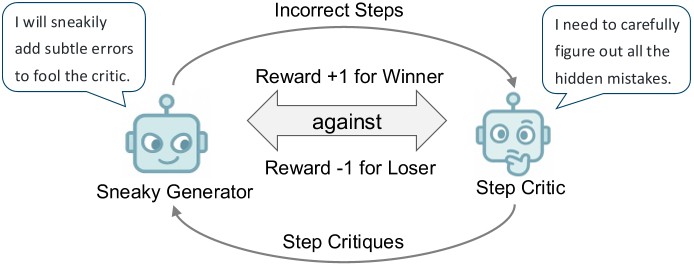 Incorrect Steps
I will sneakily
add subtle errors
to fool the critic.
I need to carefully
figure out all the
hidden mistakes.
Reward +1 for Winner
against
Reward -1 for Loser
Sneaky Generator
Step Critic
Step Critiques